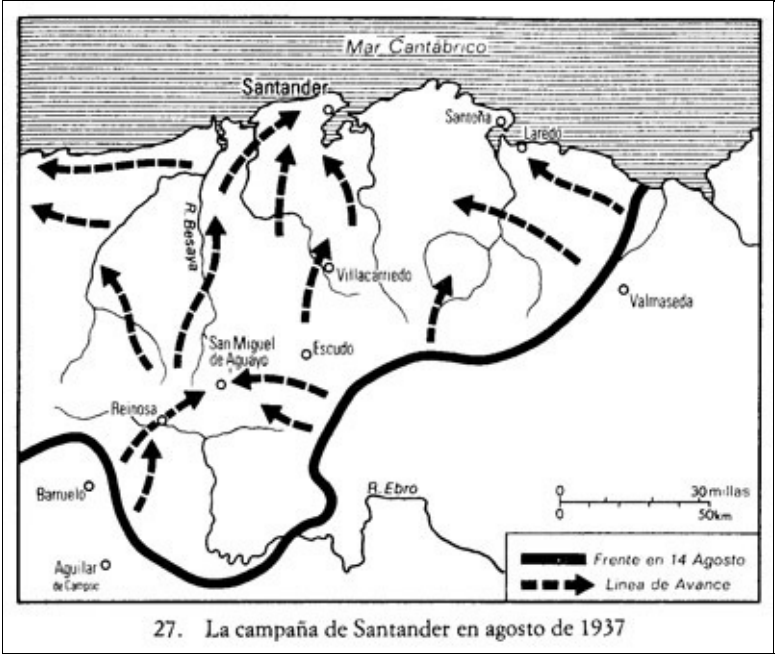 Mar Cantábrico
Santander
Santoña
Laredo
R. Besaya
Villacarriedo
Valmaseda
San Miguel
de Aguayo
Escudo
Reinosa
Barruelo
R. Ebro
0 30 millas
0 50km
Aguilar
de Campoc
Frente en 14 Agosto
Linea de Avance
27. La campaña de Santander en agosto de 1937